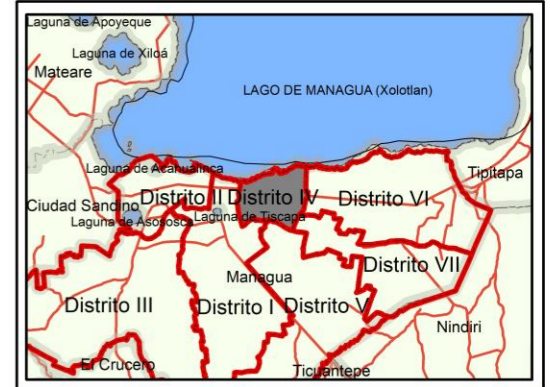 Laguna de Apoyeque
Laguna de Xiloá
Mateare
LAGO DE MANAGUA (Xolotlan)
Laguna de Acahualinca
Tipitapa
Distrito II
Distrito IV
Distrito VI
Ciudad Sandino
Laguna de Asososca
Laguna de Tiscapa
Distrito VII
Managua
Distrito III
Distrito I
Distrito V
Nindiri
El Crucero
Ticuantepe